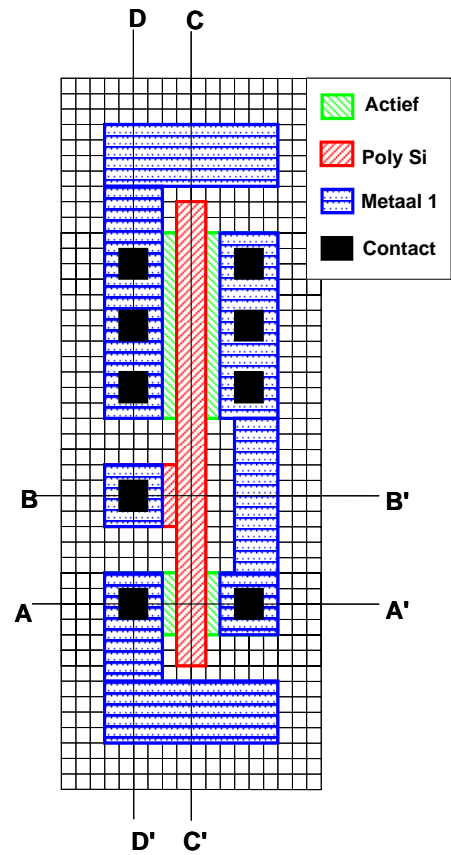 D C
Actief
Poly Si
Metaal 1
Contact
B B'
A A'
D' C'